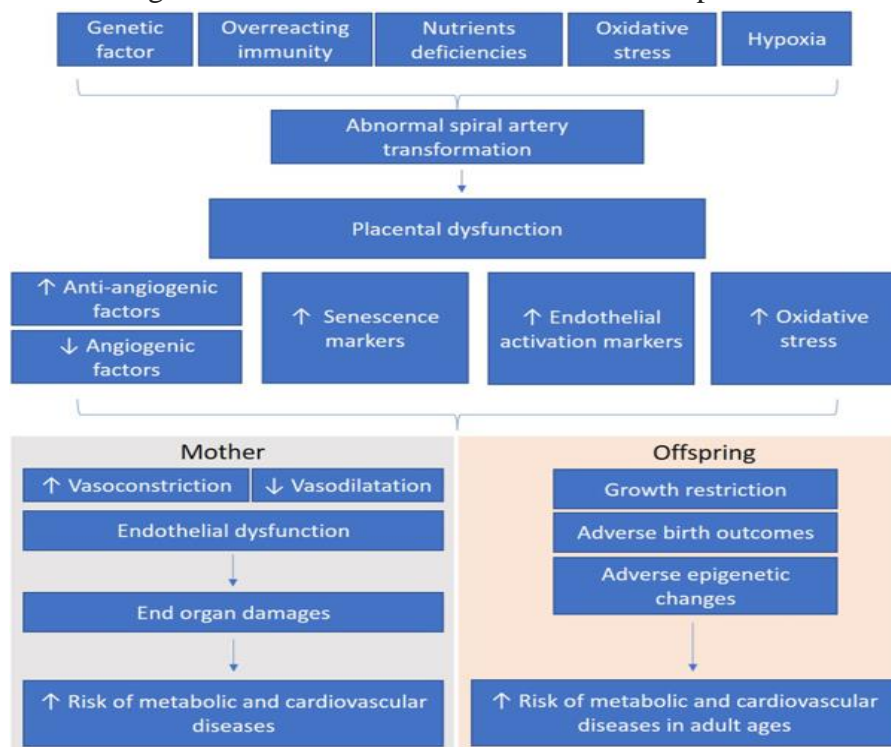 Genetic
factor
Overreacting
immunity
Nutrients
deficiencies
Oxidative
stress
Hypoxia
Abnormal spiral artery
transformation
Placental dysfunction
↑ Anti-angiogenic
factors
↓ Angiogenic
factors
↑ Senescence
markers
↑ Endothelial
activation markers
↑ Oxidative
stress
Mother
↑ Vasoconstriction
↓ Vasodilatation
Endothelial dysfunction
End organ damages
↑ Risk of metabolic and cardiovascular
diseases
Offspring
Growth restriction
Adverse birth outcomes
Adverse epigenetic
changes
↑ Risk of metabolic and cardiovascular
diseases in adult ages